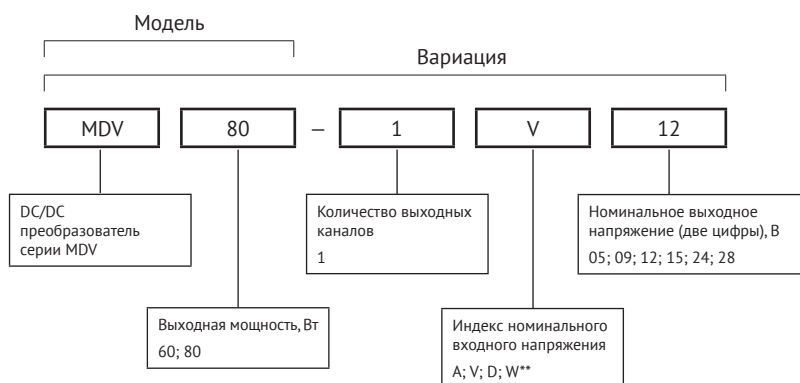 Модель
Вариация
MDV
80
–
1
V
12
DC/DC
преобразователь
серии MDV
Количество выходных
каналов
1
Номинальное выходное
напряжение (две цифры), В
05; 09; 12; 15; 24; 28
Выходная мощность, Вт
60; 80
Индекс номинального
входного напряжения
A; V; D; W**